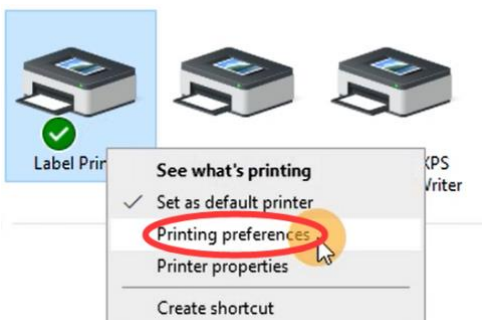 Label Prin
XPS
Writer
See what's printing
Set as default printer
Printing preferences
Printer properties
Create shortcut